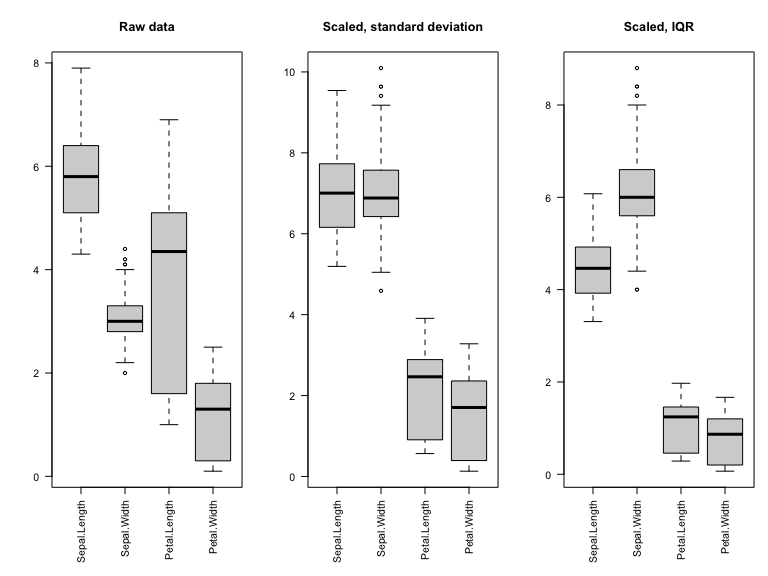 Raw data
8
6
4
2
0
Sepal.Length
Sepal.Width
Petal.Length
Petal.Width
Scaled, standard deviation
10
8
6
4
2
0
Sepal.Length
Sepal.Width
Petal.Length
Petal.Width
Scaled, IQR
8
6
4
2
0
Sepal.Length
Sepal.Width
Petal.Length
Petal.Width